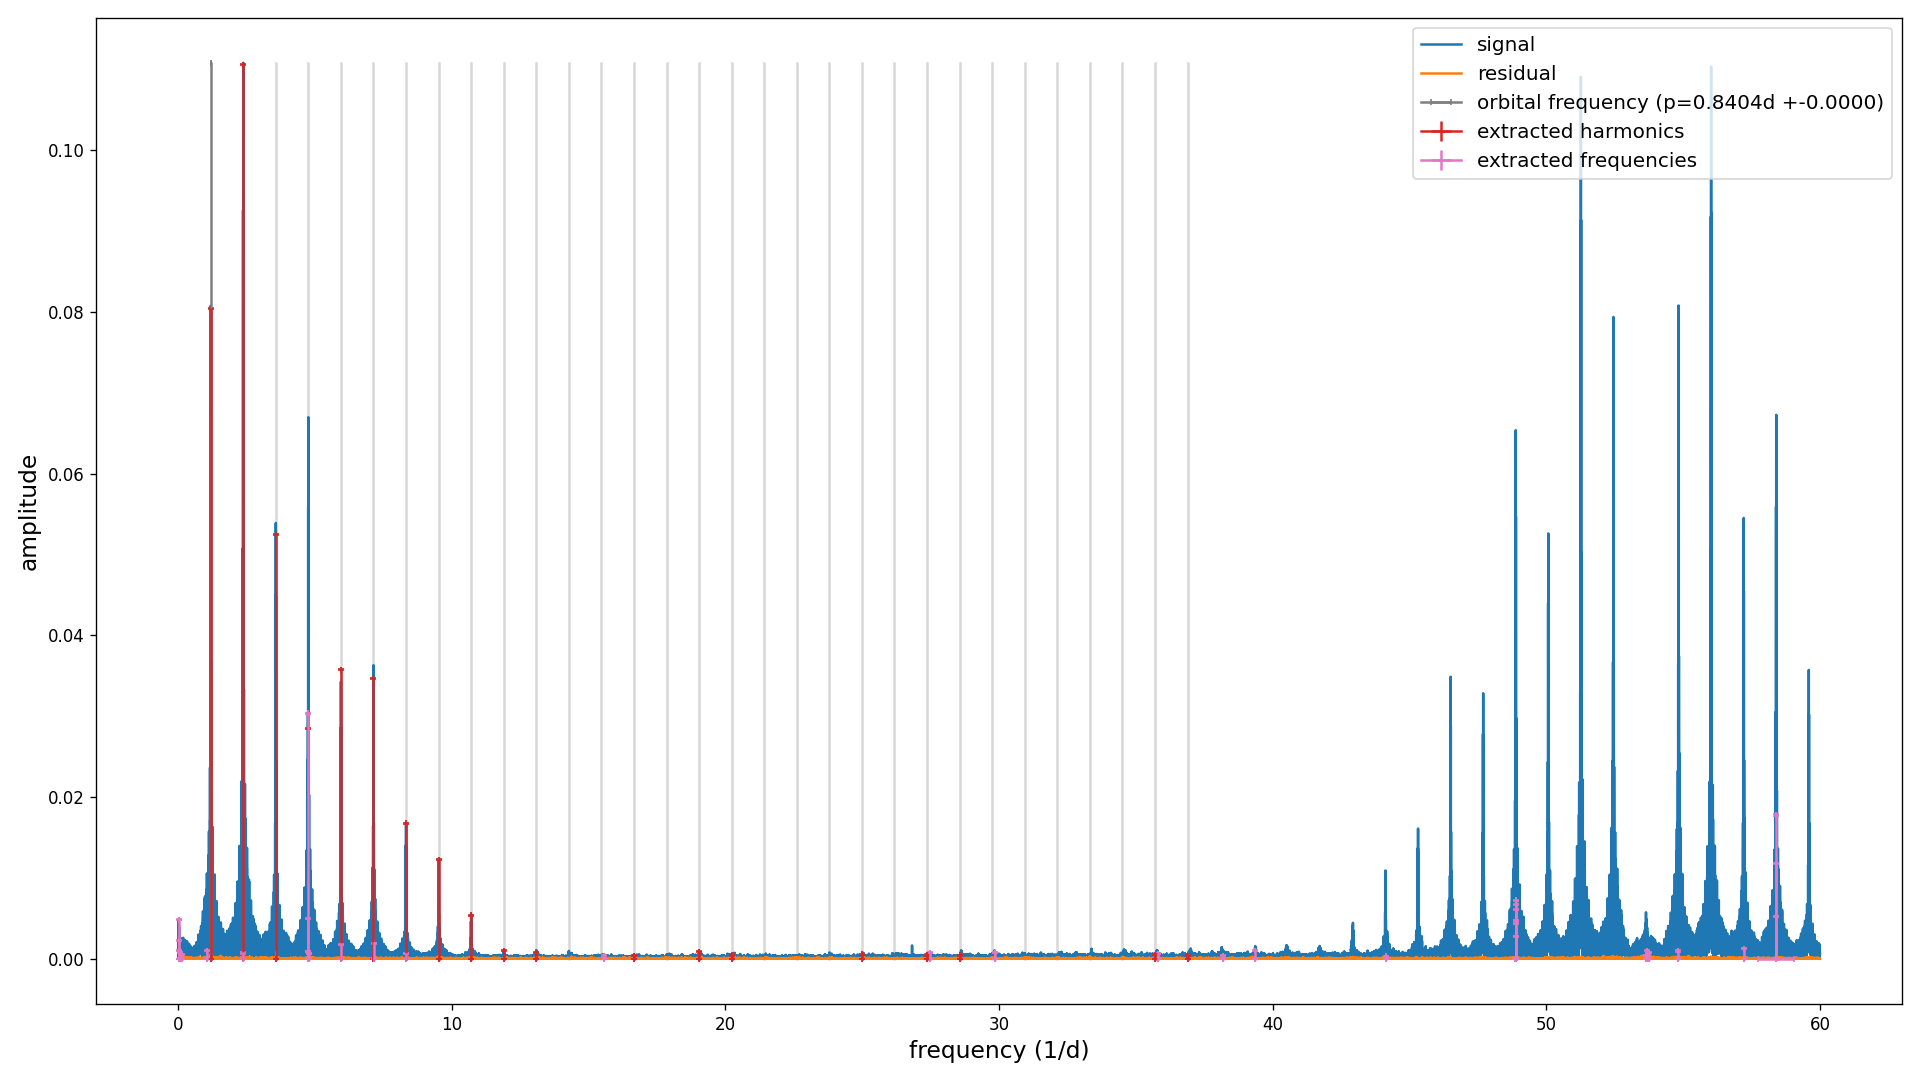 signal
residual
orbital frequency (p=0.8404d +-0.0000)
extracted harmonics
extracted frequencies
amplitude
0.10
0.08
0.06
0.04
0.02
0.00
0 10 20 30 40 50 60
frequency (1/d)